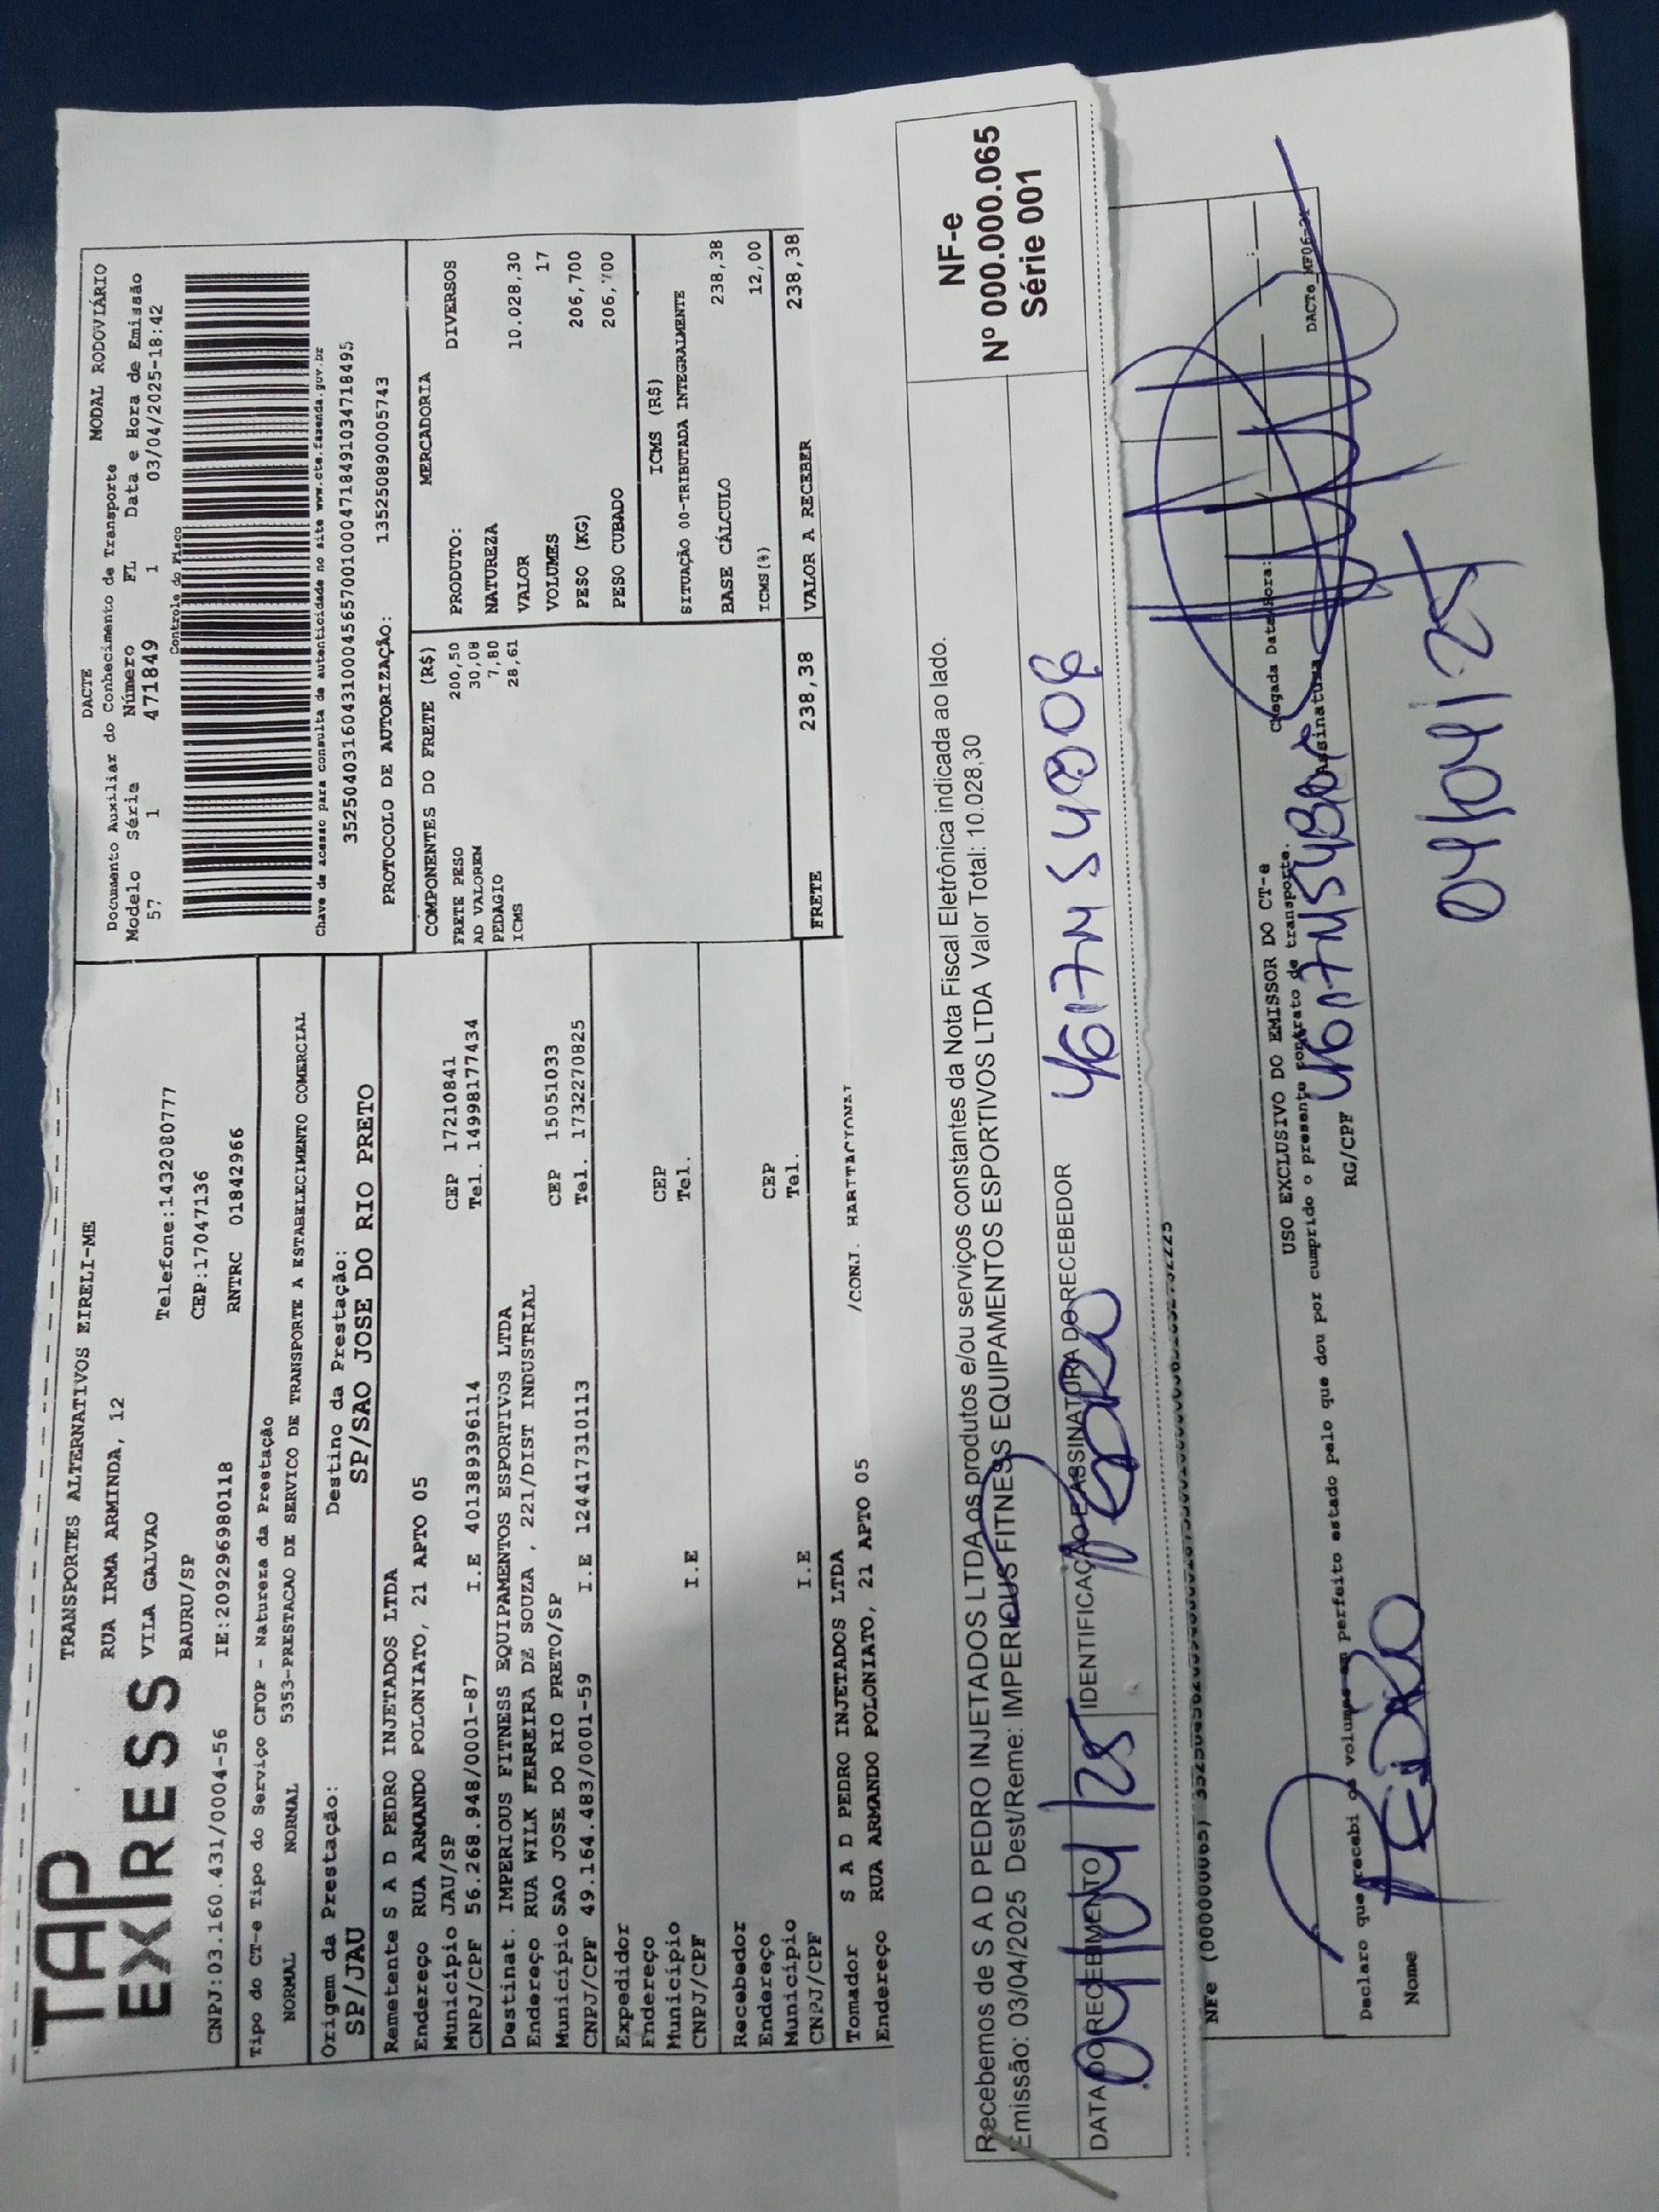 TAP
EXPRESS
TRANSPORTES ALTERNATIVOS EIRELI-ME
RUA IRMA ARMINDA, 12
VILA GALVAO Telefone:1432080777
BAURU/SP CEP:17047136
CNPJ:03.160.431/0004-56 IE:209296980118 RNTRC 01842966
Tipo do CT-e Tipo do Serviço CFOP - Natureza da Prestação
NORMAL NORMAL 5353-PRESTACAO DE SERVICO DE TRANSPORTE A ESTABELECIMENTO COMERCIAL
Origem da Prestação: Destino da Prestação:
SP/JAU SP/SAO JOSE DO RIO PRETO
DACTE
Documento Auxiliar do Conhecimento de Transporte MODAL RODOVIÁRIO
Modelo Séria Número FL Data e Hora de Emissão
57 1 471849 1 03/04/2025-18:42
Controle do Fisco
Chave de acesso para consulta de autenticidade no site www.cte.fazenda.gov.br
35250403160431000456570010004718491034718495
PROTOCOLO DE AUTORIZAÇÃO: 135250890005743
Remetente S A D PEDRO INJETADOS LTDA
Endereço RUA ARMANDO POLONIATO, 21 APTO 05
Município JAU/SP CEP 17210841
CNPJ/CPF 56.268.948/0001-87 I.E 401389396114 Tel. 14998177434
Destinat. IMPERIOUS FITNESS EQUIPAMENTOS ESPORTIVOS LTDA
Endereço RUA WILK FERREIRA DE SOUZA , 221/DIST INDUSTRIAL
Município SAO JOSE DO RIO PRETO/SP CEP 15051033
CNPJ/CPF 49.164.483/0001-59 I.E 124417310113 Tel. 1732270825
Expedidor
Endereço
Município CEP
CNPJ/CPF I.E Tel.
Recebedor
Endereço
Município CEP
CNPJ/CPF I.E Tel.
Tomador S A D PEDRO INJETADOS LTDA
Endereço RUA ARMANDO POLONIATO, 21 APTO 05 /CONJ. HABITACIONAL
COMPONENTES DO FRETE (R$)
FRETE PESO 200,50
AD VALOREM 30,08
PEDAGIO 7,80
ICMS 28,61
MERCADORIA
PRODUTO: DIVERSOS
NATUREZA
VALOR 10.028,30
VOLUMES 17
PESO (KG) 206,700
PESO CUBADO 206,700
ICMS (R$)
SITUAÇÃO 00-TRIBUTADA INTEGRALMENTE
BASE CÁLCULO 238,38
ICMS(%) 12,00
FRETE 238,38 VALOR A RECEBER 238,38
Recebemos de S A D PEDRO INJETADOS LTDA os produtos e/ou serviços constantes da Nota Fiscal Eletrônica indicada ao lado.
Emissão: 03/04/2025 Dest/Reme: IMPERIOUS FITNESS EQUIPAMENTOS ESPORTIVOS LTDA Valor Total: 10.028,30
NF-e
Nº 000.000.065
Série 001
DATA DO RECEBIMENTO IDENTIFICAÇÃO E ASSINATURA DO RECEBEDOR
04/04/25 PEDRO
NFe (000000065)
USO EXCLUSIVO DO EMISSOR DO CT-e
Declaro que recebi os volumes em perfeito estado pelo que dou por cumprido o presente contrato de transporte.
Chegada Data/Hora:
Nome PEDRO RG/CPF Assinatura
DACTe_MF06-01
04/04/25